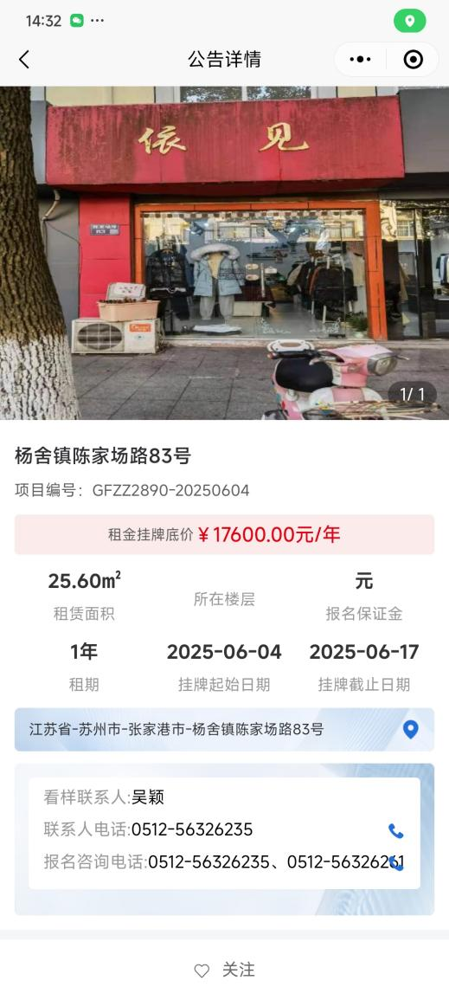 14:32
公告详情
依 见
83
1/ 1
杨舍镇陈家场路83号
项目编号：GFZZ2890-20250604
租金挂牌底价¥17600.00元/年
25.60m²
租赁面积
所在楼层
元
报名保证金
1年
租期
2025-06-04
挂牌起始日期
2025-06-17
挂牌截止日期
江苏省-苏州市-张家港市-杨舍镇陈家场路83号
看样联系人:吴颖
联系人电话:0512-56326235
报名咨询电话:0512-56326235、0512-56326261
关注